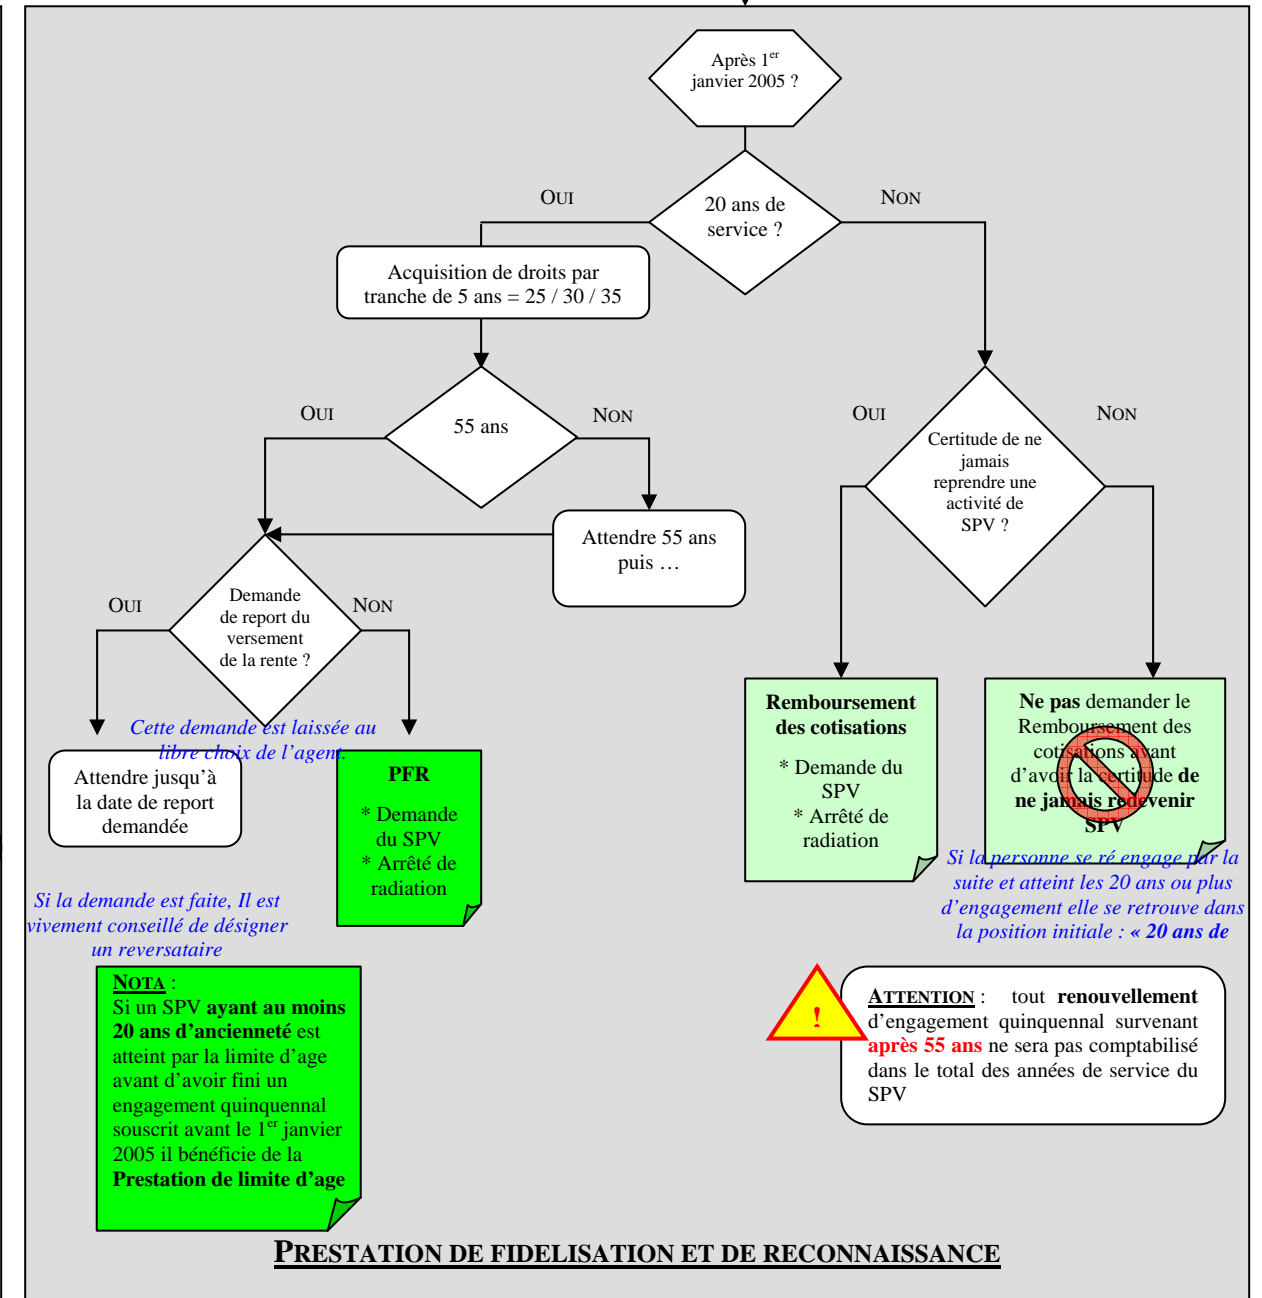 Après 1er
janvier 2005 ?
OUI
20 ans de
service ?
NON
Acquisition de droits par
tranche de 5 ans = 25 / 30 / 35
OUI
55 ans
NON
OUI
Certitude de ne
jamais
reprendre une
activité de
SPV ?
NON
Attendre 55 ans
puis …
OUI
Demande
de report du
versement
de la rente ?
NON
Cette demande est laissée au
libre choix de l’agent.
Attendre jusqu’à
la date de report
demandée
PFR
* Demande
du SPV
* Arrêté de
radiation
Remboursement
des cotisations
* Demande du
SPV
* Arrêté de
radiation
Ne pas demander le
Remboursement des
cotisations avant
d’avoir la certitude de
ne jamais redevenir
SPV
Si la personne se ré engage par la
suite et atteint les 20 ans ou plus
d’engagement elle se retrouve dans
la position initiale : « 20 ans de
Si la demande est faite, Il est
vivement conseillé de désigner
un reversataire
NOTA :
Si un SPV ayant au moins
20 ans d’ancienneté est
atteint par la limite d’age
avant d’avoir fini un
engagement quinquennal
souscrit avant le 1er janvier
2005 il bénéficie de la
Prestation de limite d’age
!
ATTENTION : tout renouvellement
d’engagement quinquennal survenant
après 55 ans ne sera pas comptabilisé
dans le total des années de service du
SPV
PRESTATION DE FIDELISATION ET DE RECONNAISSANCE